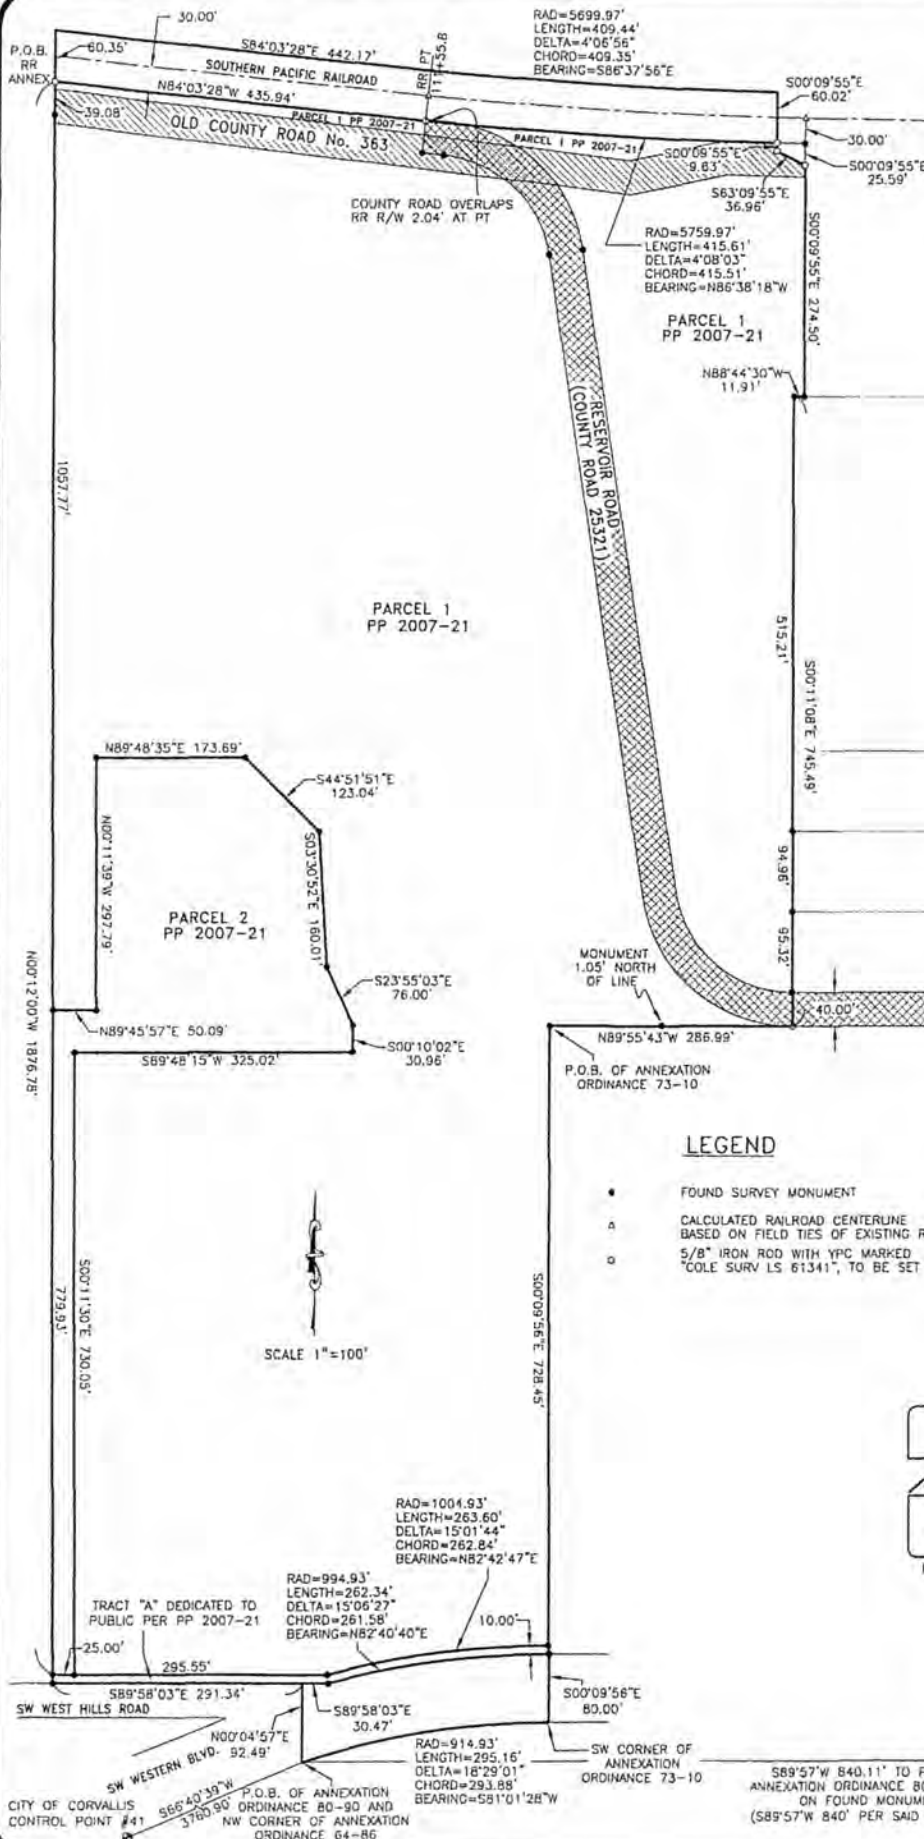 RAD=5699.97'
LENGTH=409.44'
DELTA=4°06'56"
CHORD=409.35'
BEARING=S86°37'56"E
30.00'
P.O.B.
RR
ANNEX
60.35'
S84°03'28"E 442.17'
SOUTHERN PACIFIC RAILROAD
RR PT
S00°09'55"E
60.02'
N84°03'28"W 435.94'
39.08'
PARCEL 1 PP 2007-21
OLD COUNTY ROAD No. 363
PARCEL 1 PP 2007-21
S00°09'55"E
9.63'
30.00'
S00°09'55"E
25.59'
S63°09'55"E
36.96'
COUNTY ROAD OVERLAPS
RR R/W 2.04' AT PT
RAD=5759.97'
LENGTH=415.61'
DELTA=4°08'03"
CHORD=415.51'
BEARING=N86°38'18"W
S00°09'55"E 274.50'
PARCEL 1
PP 2007-21
N88°44'30"W
11.91'
RESERVOIR ROAD
(COUNTY ROAD 25321)
1057.77'
PARCEL 1
PP 2007-21
515.21'
S00°11'08"E 745.49'
N89°48'35"E 173.69'
S44°51'51"E
123.04'
N00°11'39"W 297.79'
S03°30'52"E 160.01'
PARCEL 2
PP 2007-21
94.96'
95.32'
MONUMENT
1.05' NORTH
OF LINE
S23°55'03"E
76.00'
40.00'
N00°12'00"W 1876.78'
N89°45'57"E 50.09'
S00°10'02"E
30.96'
S89°48'15"W 325.02'
N89°55'43"W 286.99'
P.O.B. OF ANNEXATION
ORDINANCE 73-10
LEGEND
FOUND SURVEY MONUMENT
CALCULATED RAILROAD CENTERLINE
BASED ON FIELD TIES OF EXISTING R
5/8" IRON ROD WITH YPC MARKED
"COLE SURV LS 61341", TO BE SET
779.93'
S00°11'30"E 730.05'
SCALE 1"=100'
S00°09'56"E 728.45'
RAD=1004.93'
LENGTH=263.60'
DELTA=15°01'44"
CHORD=262.84'
BEARING=N82°42'47"E
RAD=994.93'
LENGTH=262.34'
DELTA=15°06'27"
CHORD=261.58'
BEARING=N82°40'40"E
TRACT "A" DEDICATED TO
PUBLIC PER PP 2007-21
10.00'
25.00'
295.55'
S89°58'03"E 291.34'
SW WEST HILLS ROAD
S89°58'03"E
30.47'
S00°09'56"E
80.00'
N00°04'57"E
92.49'
SW WESTERN BLVD.
RAD=914.93'
LENGTH=295.16'
DELTA=18°29'01"
CHORD=293.88'
BEARING=S81°01'28"W
SW CORNER OF
ANNEXATION
ORDINANCE 73-10
S66°40'39"W
3760.90'
CITY OF CORVALLIS
CONTROL POINT #41
P.O.B. OF ANNEXATION
ORDINANCE 80-90 AND
NW CORNER OF ANNEXATION
ORDINANCE 64-86
S89°57'W 840.11' TO
ANNEXATION ORDINANCE
ON FOUND
(S89°57'W 840' PER SAID